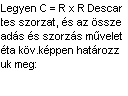 Legyen C = R x R Descar
tes szorzat, és az össze
adás és szorzás művelet
éta köv.képpen határozz
uk meg: